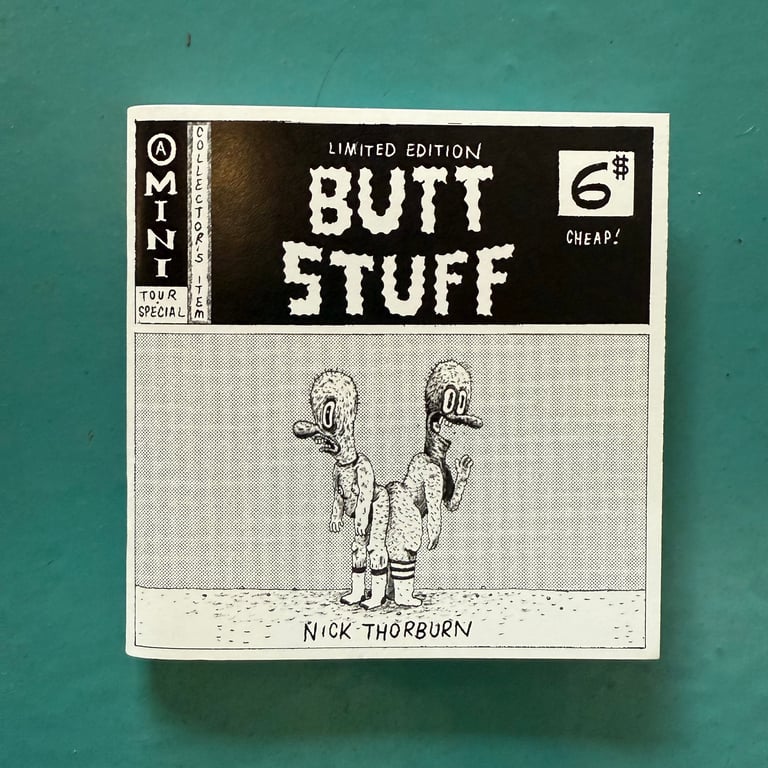 Ⓐ MINI
TOUR
SPECIAL
COLLECTOR'S ITEM
LIMITED EDITION
BUTT
STUFF
6$
CHEAP!
NICK THORBURN